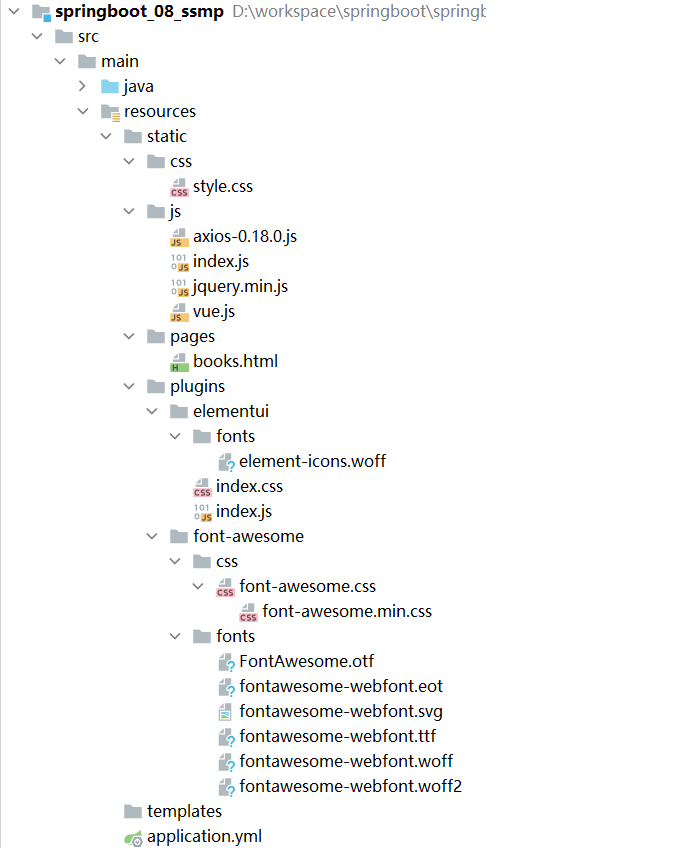 springboot_08_ssmp D:\workspace\springboot\springb
src
main
java
resources
static
css
style.css
js
axios-0.18.0.js
index.js
jquery.min.js
vue.js
pages
books.html
plugins
elementui
fonts
element-icons.woff
index.css
index.js
font-awesome
css
font-awesome.css
font-awesome.min.css
fonts
FontAwesome.otf
fontawesome-webfont.eot
fontawesome-webfont.svg
fontawesome-webfont.ttf
fontawesome-webfont.woff
fontawesome-webfont.woff2
templates
application.yml